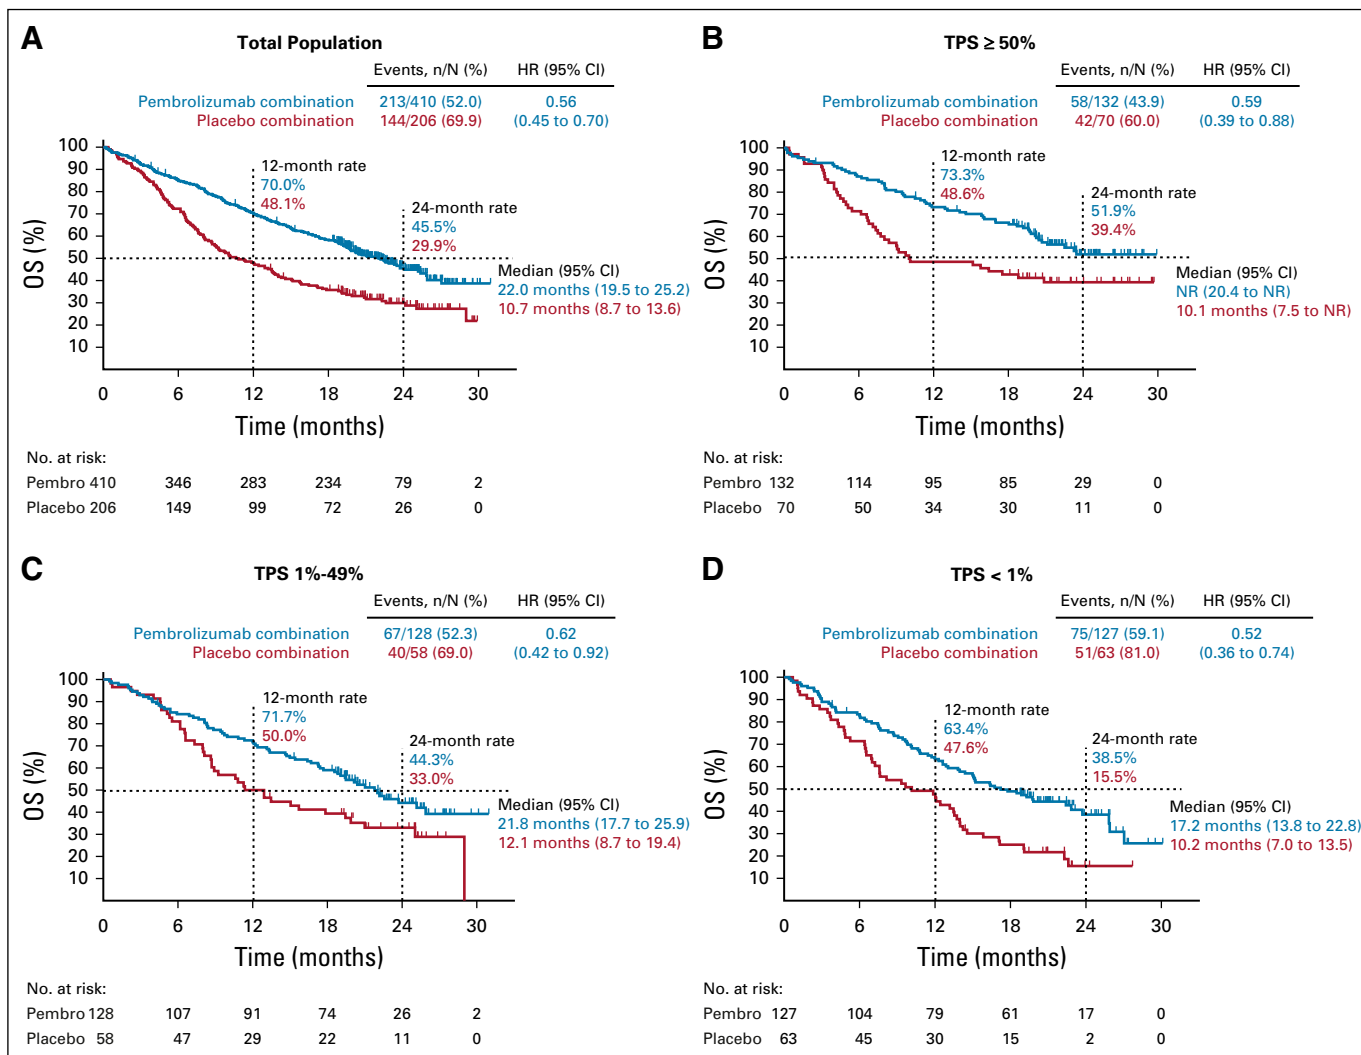 A
Total Population
Events, n/N (%) HR (95% CI)
Pembrolizumab combination 213/410 (52.0) 0.56
Placebo combination 144/206 (69.9) (0.45 to 0.70)
100
90
80
70
60
50
40
30
20
10
OS (%)
12-month rate
70.0%
48.1%
24-month rate
45.5%
29.9%
Median (95% CI)
22.0 months (19.5 to 25.2)
10.7 months (8.7 to 13.6)
0 6 12 18 24 30
Time (months)
No. at risk:
Pembro 410 346 283 234 79 2
Placebo 206 149 99 72 26 0
B
TPS ≥ 50%
Events, n/N (%) HR (95% CI)
Pembrolizumab combination 58/132 (43.9) 0.59
Placebo combination 42/70 (60.0) (0.39 to 0.88)
100
90
80
70
60
50
40
30
20
10
OS (%)
12-month rate
73.3%
48.6%
24-month rate
51.9%
39.4%
Median (95% CI)
NR (20.4 to NR)
10.1 months (7.5 to NR)
0 6 12 18 24 30
Time (months)
No. at risk:
Pembro 132 114 95 85 29 0
Placebo 70 50 34 30 11 0
C
TPS 1%-49%
Events, n/N (%) HR (95% CI)
Pembrolizumab combination 67/128 (52.3) 0.62
Placebo combination 40/58 (69.0) (0.42 to 0.92)
100
90
80
70
60
50
40
30
20
10
OS (%)
12-month rate
71.7%
50.0%
24-month rate
44.3%
33.0%
Median (95% CI)
21.8 months (17.7 to 25.9)
12.1 months (8.7 to 19.4)
0 6 12 18 24 30
Time (months)
No. at risk:
Pembro 128 107 91 74 26 2
Placebo 58 47 29 22 11 0
D
TPS < 1%
Events, n/N (%) HR (95% CI)
Pembrolizumab combination 75/127 (59.1) 0.52
Placebo combination 51/63 (81.0) (0.36 to 0.74)
100
90
80
70
60
50
40
30
20
10
OS (%)
12-month rate
63.4%
47.6%
24-month rate
38.5%
15.5%
Median (95% CI)
17.2 months (13.8 to 22.8)
10.2 months (7.0 to 13.5)
0 6 12 18 24 30
Time (months)
No. at risk:
Pembro 127 104 79 61 17 0
Placebo 63 45 30 15 2 0